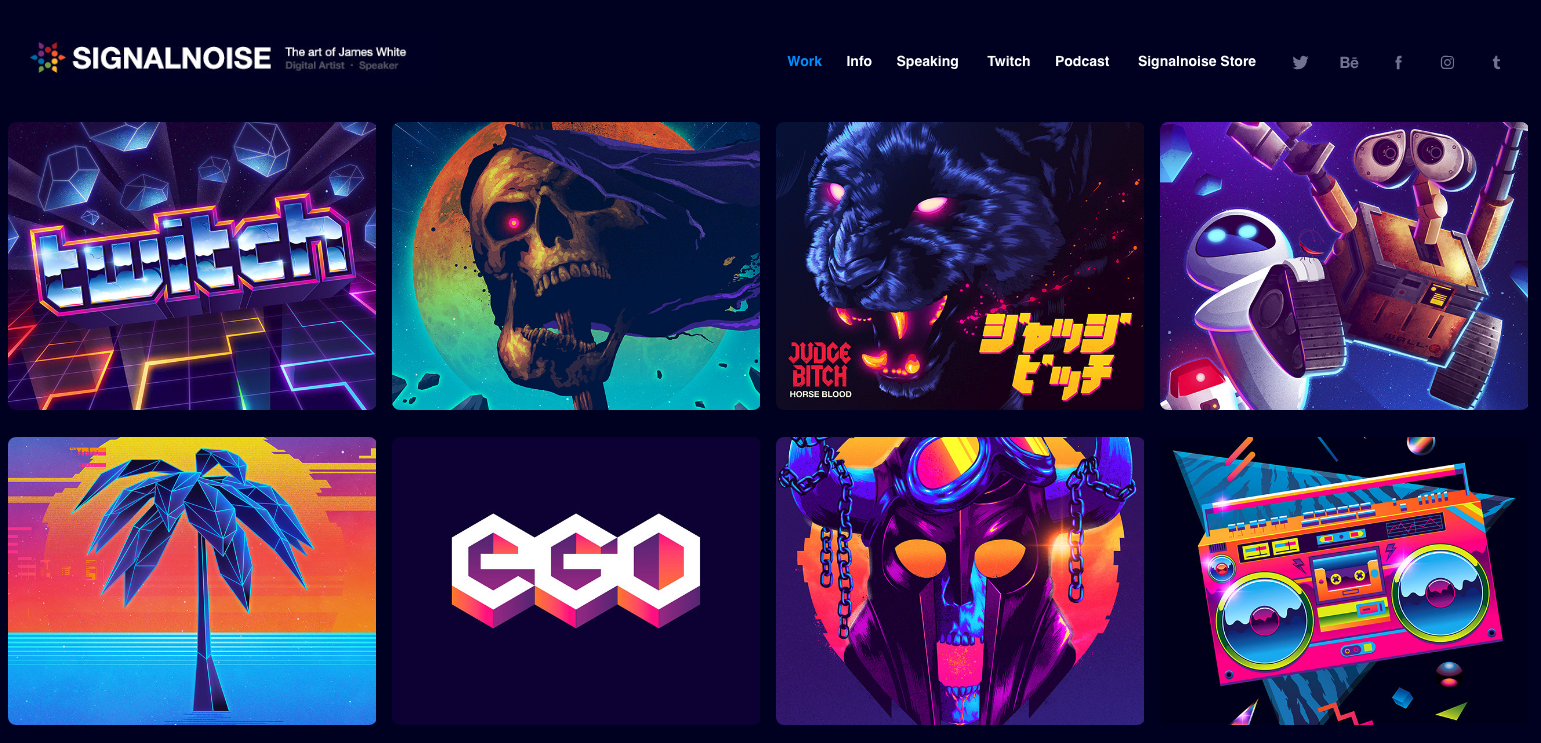 SIGNALNOISE
The art of James White
Digital Artist · Speaker
Work Info Speaking Twitch Podcast Signalnoise Store
Bē f t
twitch
JUDGE
BITCH
HORSE BLOOD
ジャッジ
ビッチ
WALL-E
EGO